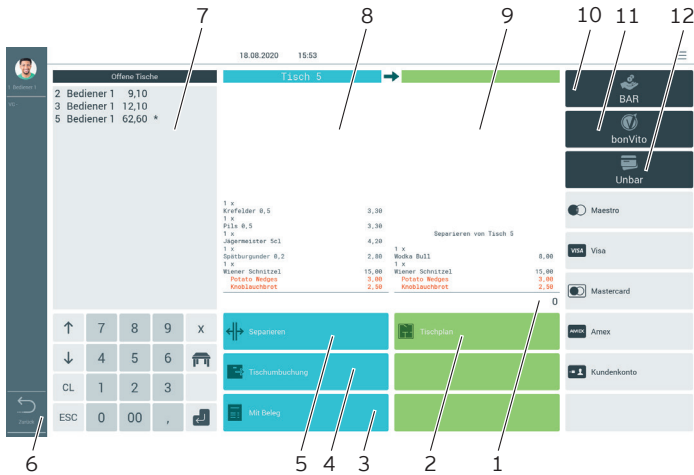 7 8 9 10 11 12
18.08.2020 15:53
1 Bediener 1
Offene Tische
2 Bediener 1 9,10
3 Bediener 1 12,10
5 Bediener 1 62,60 *
Tisch 5
1 x
Krefelder 0,5 3,30
1 x
Pils 0,5 3,30
1 x
Jägermeister 5cl 4,20
1 x
Spätburgunder 0,2 2,80
1 x
Wiener Schnitzel 15,00
Potato Wedges 3,00
Knoblauchbrot 2,50
Separieren von Tisch 5
1 x
Wodka Bull 8,00
1 x
Wiener Schnitzel 15,00
Potato Wedges 3,00
Knoblauchbrot 2,50
0
BAR
bonVito
Unbar
Maestro
VISA Visa
Mastercard
AMEX Amex
Kundenkonto
↑ 7 8 9 X
↓ 4 5 6
CL 1 2 3
ESC 0 00 ,
Separieren
Tischumbuchung
Mit Beleg
Tischplan
Zurück
6 5 4 3 2 1